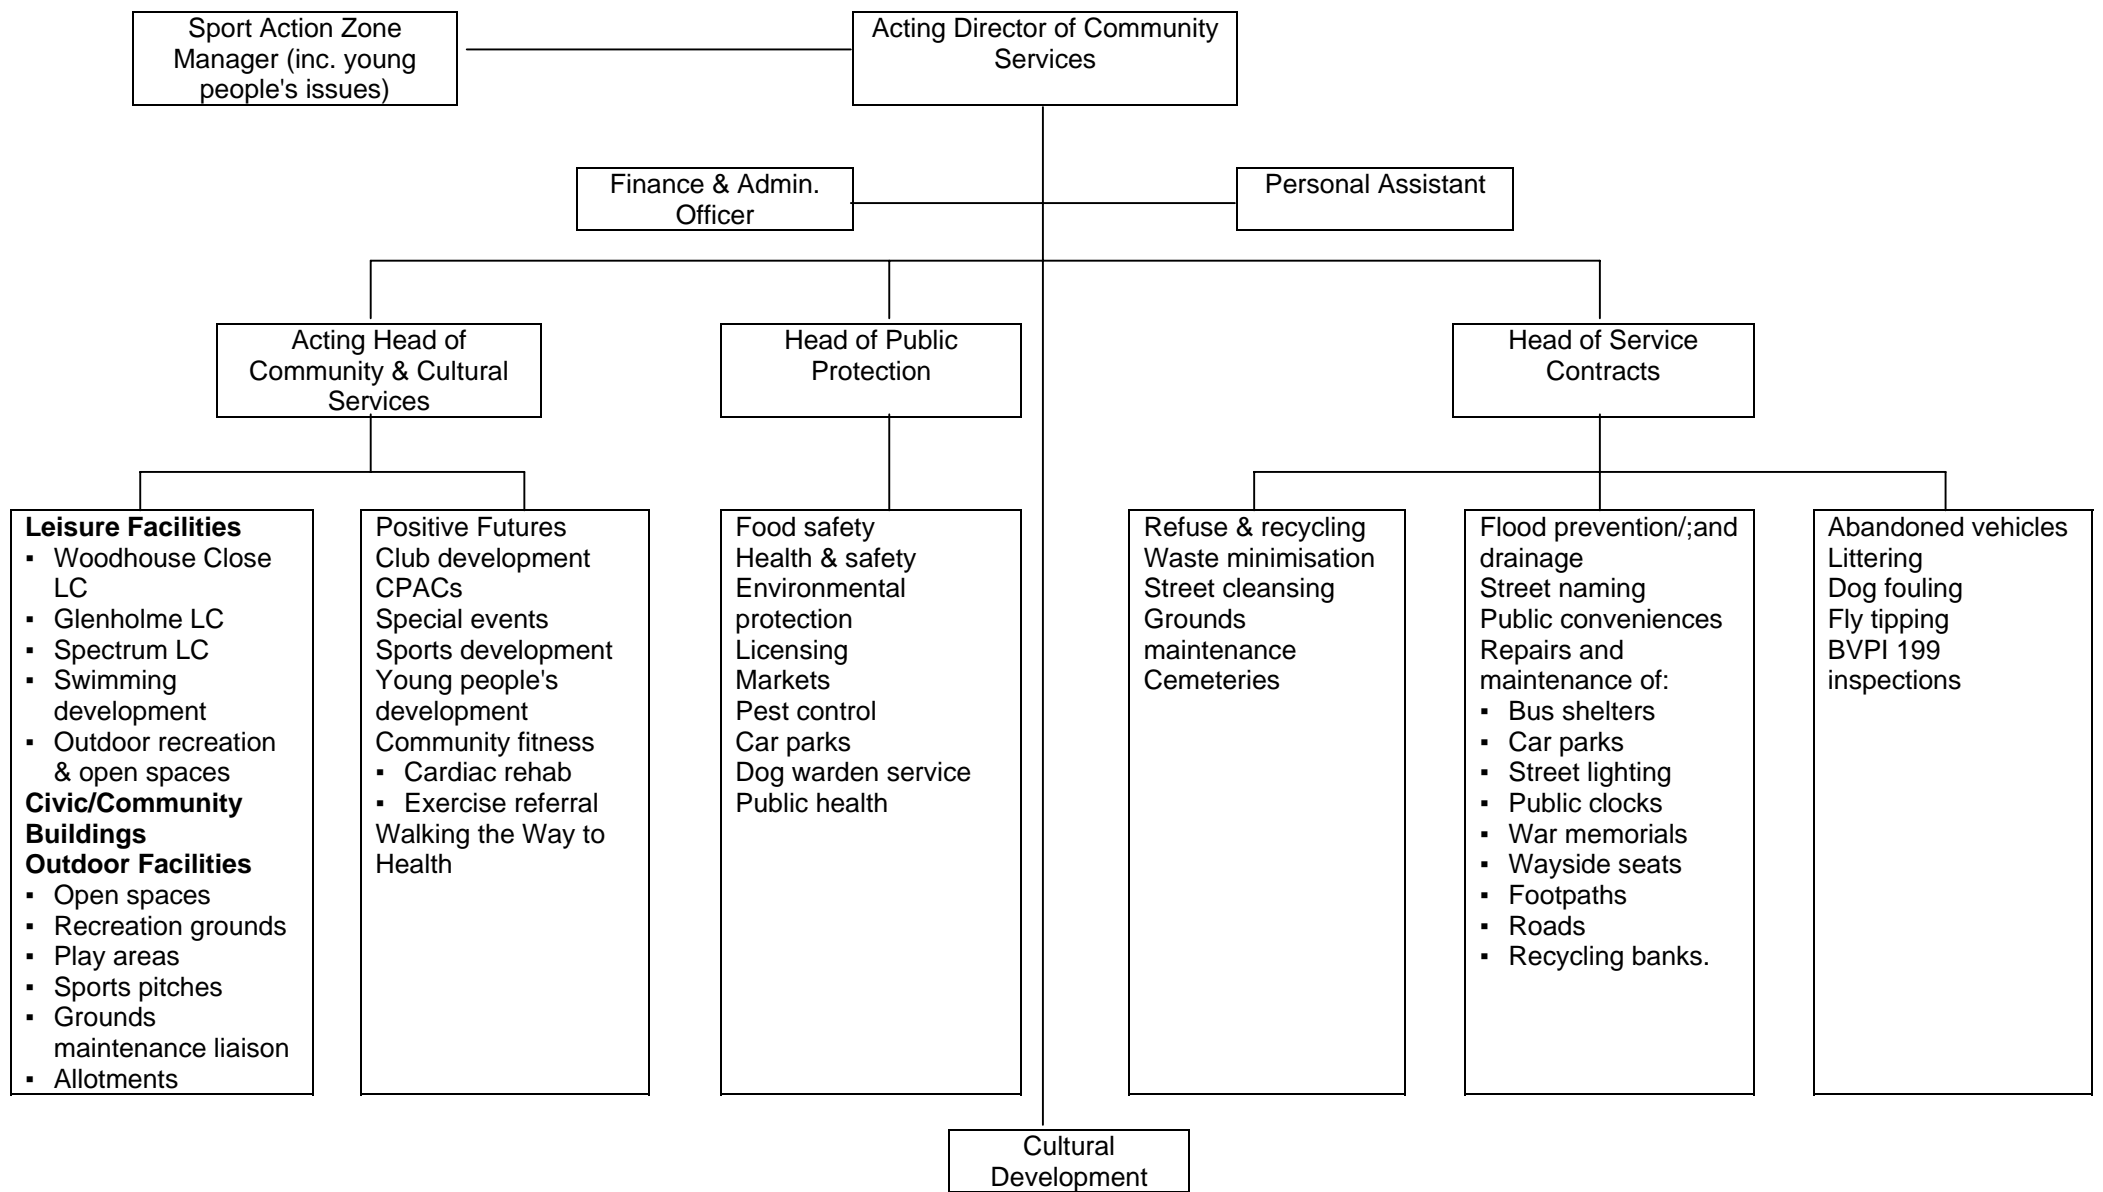 Sport Action Zone
Manager (inc. young
people's issues)
Acting Director of Community
Services
Finance & Admin.
Officer
Personal Assistant
Acting Head of
Community & Cultural
Services
Head of Public
Protection
Head of Service
Contracts
Leisure Facilities
▪ Woodhouse Close
LC
▪ Glenholme LC
▪ Spectrum LC
▪ Swimming
development
▪ Outdoor recreation
& open spaces
Civic/Community
Buildings
Outdoor Facilities
▪ Open spaces
▪ Recreation grounds
▪ Play areas
▪ Sports pitches
▪ Grounds
maintenance liaison
▪ Allotments
Positive Futures
Club development
CPACs
Special events
Sports development
Young people's
development
Community fitness
▪ Cardiac rehab
▪ Exercise referral
Walking the Way to
Health
Food safety
Health & safety
Environmental
protection
Licensing
Markets
Pest control
Car parks
Dog warden service
Public health
Refuse & recycling
Waste minimisation
Street cleansing
Grounds
maintenance
Cemeteries
Flood prevention/;and
drainage
Street naming
Public conveniences
Repairs and
maintenance of:
▪ Bus shelters
▪ Car parks
▪ Street lighting
▪ Public clocks
▪ War memorials
▪ Wayside seats
▪ Footpaths
▪ Roads
▪ Recycling banks.
Abandoned vehicles
Littering
Dog fouling
Fly tipping
BVPI 199
inspections
Cultural
Development